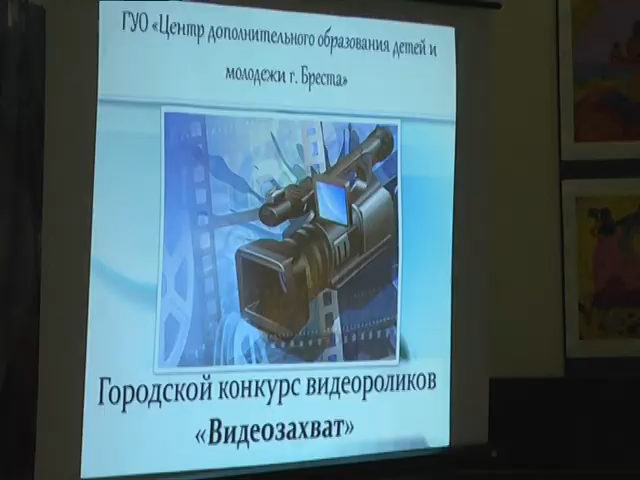 ГУО «Центр дополнительного образования детей и
молодежи г. Бреста»
Городской конкурс видеороликов
«Видеозахват»